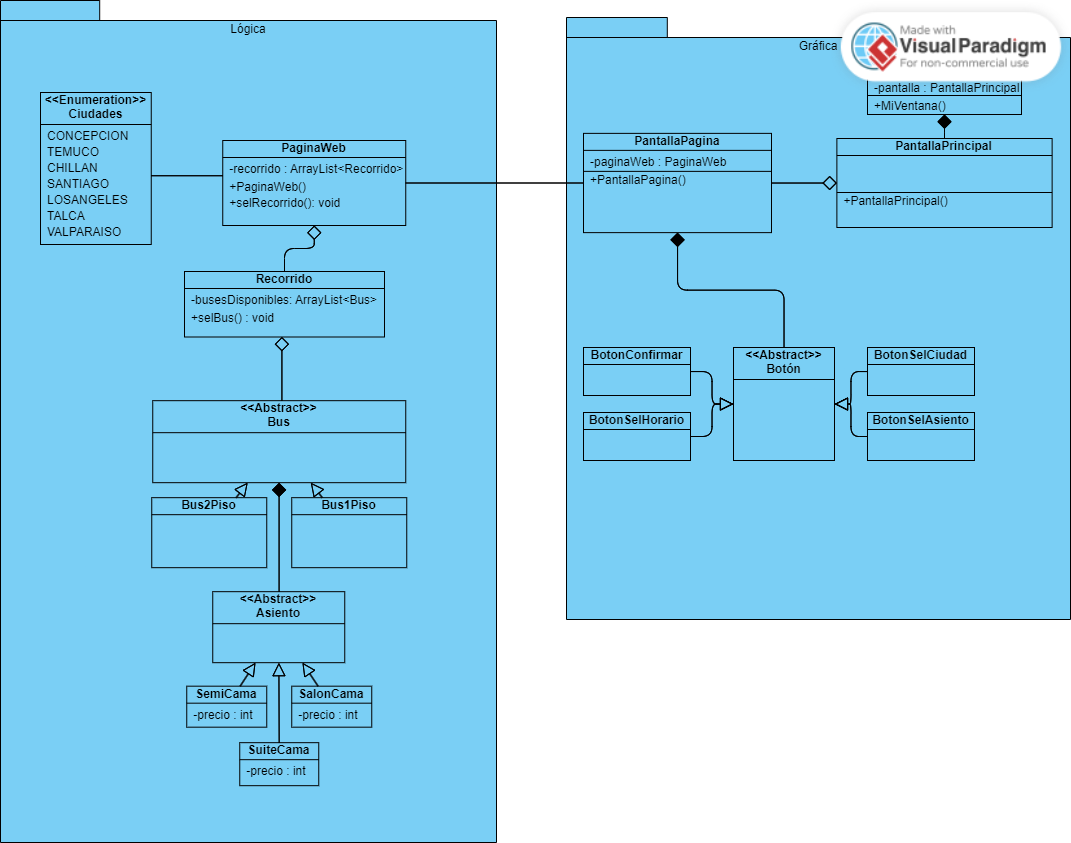 Lógica
<<Enumeration>>
Ciudades
CONCEPCION
TEMUCO
CHILLAN
SANTIAGO
LOSANGELES
TALCA
VALPARAISO
PaginaWeb
-recorrido : ArrayList<Recorrido>
+PaginaWeb()
+selRecorrido(): void
Recorrido
-busesDisponibles: ArrayList<Bus>
+selBus() : void
<<Abstract>>
Bus
Bus2Piso
Bus1Piso
<<Abstract>>
Asiento
SemiCama
-precio : int
SalonCama
-precio : int
SuiteCama
-precio : int
Gráfica
Made with
Visual Paradigm
For non-commercial use
-pantalla : PantallaPrincipal
+MiVentana()
PantallaPagina
-paginaWeb : PaginaWeb
+PantallaPagina()
PantallaPrincipal
+PantallaPrincipal()
BotonConfirmar
BotonSelHorario
<<Abstract>>
Botón
BotonSelCiudad
BotonSelAsiento